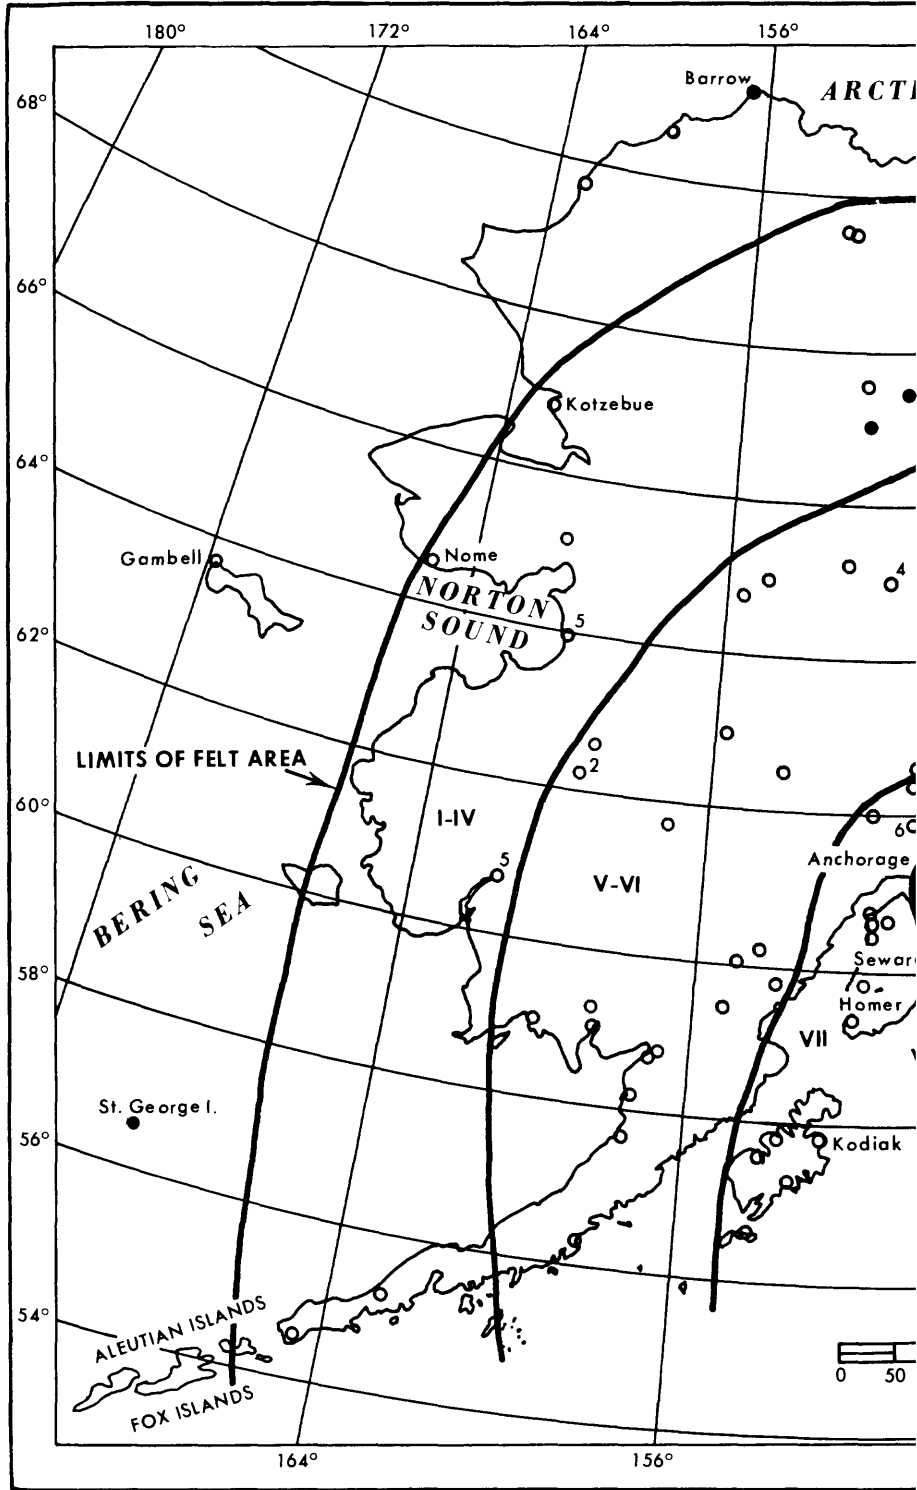 180°
172°
164°
156°
68°
Barrow
ARCTI
66°
Kotzebue
64°
Gambell
Nome
NORTON
SOUND
4
5
62°
LIMITS OF FELT AREA
2
60°
I-IV
6
5
Anchorage
V-VI
BERING
SEA
58°
Sewar
Homer
VII
St. George I.
56°
Kodiak
54°
ALEUTIAN ISLANDS
FOX ISLANDS
0 50
164°
156°